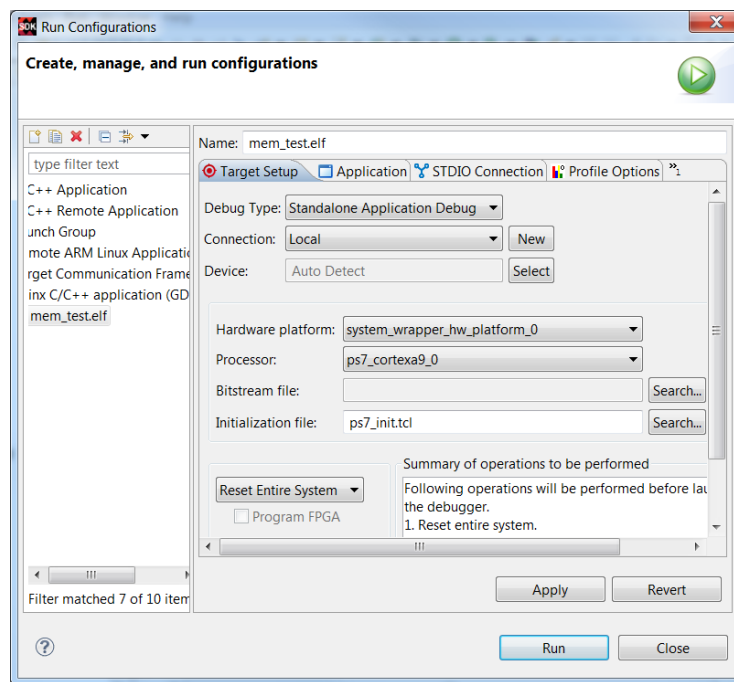 SDK Run Configurations
Create, manage, and run configurations
Name: mem_test.elf
type filter text
C++ Application
C++ Remote Application
unch Group
mote ARM Linux Applicati
rget Communication Frame
inx C/C++ application (GD
mem_test.elf
Filter matched 7 of 10 item
Target Setup Application STDIO Connection Profile Options »1
Debug Type: Standalone Application Debug
Connection: Local New
Device: Auto Detect Select
Hardware platform: system_wrapper_hw_platform_0
Processor: ps7_cortexa9_0
Bitstream file: Search...
Initialization file: ps7_init.tcl Search...
Reset Entire System
Program FPGA
Summary of operations to be performed
Following operations will be performed before lau
the debugger.
1. Reset entire system.
Apply Revert
? Run Close